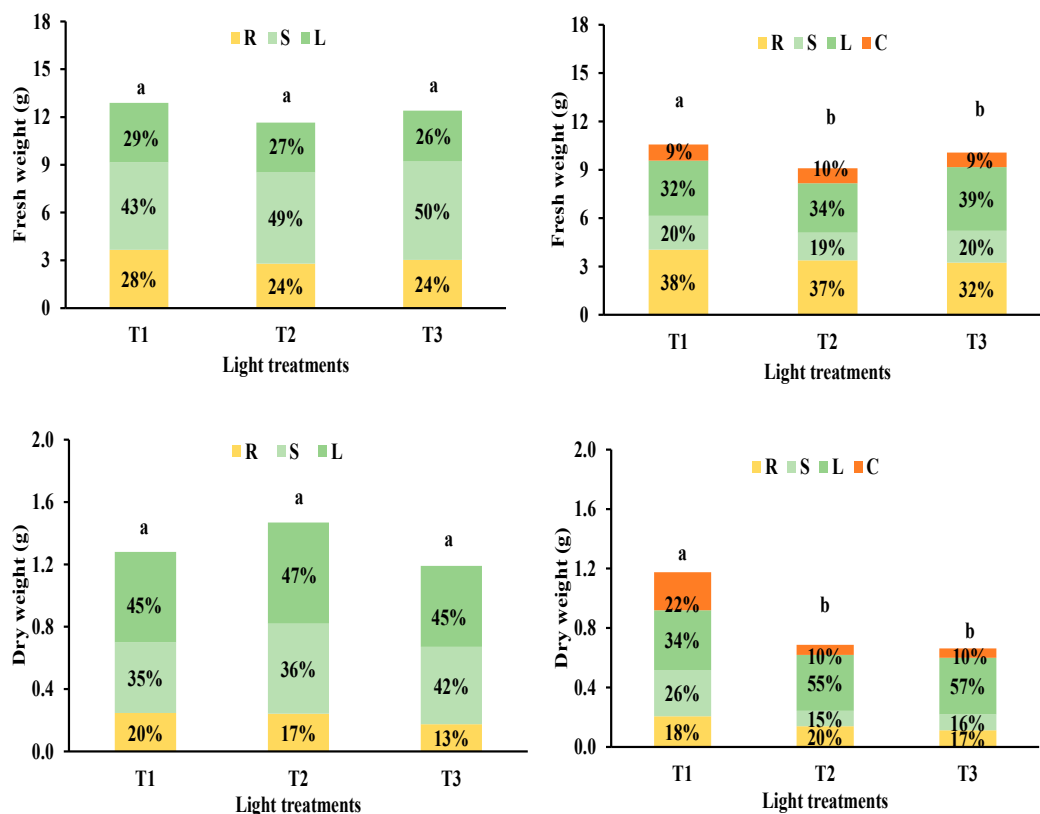 18
15
12
9
6
3
0
Fresh weight (g)
R S L
a a a
29% 27% 26%
43% 49% 50%
28% 24% 24%
T1 T2 T3
Light treatments
18
15
12
9
6
3
0
Fresh weight (g)
R S L C
a b b
9% 10% 9%
32% 34% 39%
20% 19% 20%
38% 37% 32%
T1 T2 T3
Light treatments
2.0
1.6
1.2
0.8
0.4
0.0
Dry weight (g)
R S L
a a a
45% 47% 45%
35% 36% 42%
20% 17% 13%
T1 T2 T3
Light treatments
2.0
1.6
1.2
0.8
0.4
0.0
Dry weight (g)
R S L C
a b b
22% 10% 10%
34% 55% 57%
26% 15% 16%
18% 20% 17%
T1 T2 T3
Light treatments